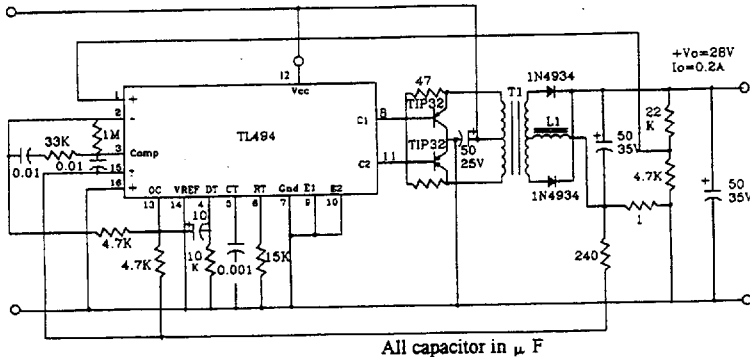 +Vo=28V
Io=0.2A
12
Vcc
1N4934
T1
47
TIP32
1
+
2
-
1M
TL494
C1
8
22
K
33K
3
Comp
L1
TIP32
50
25V
50
35V
0.01
0.01
15
-
16
+
C2
11
4.7K
50
35V
OC
VREF
DT
CT
RT
Gnd
E1
E2
13
14
4
5
6
7
9
10
1N4934
10
4.7K
1
4.7K
10
K
0.001
15K
240
All capacitor in μ F